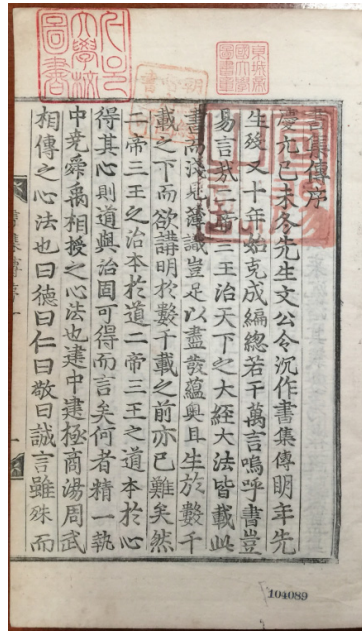 書集傳序
慶元己未冬先生文公令沉作書集傳明年先
生歿又十年始克成編總若干萬言嗚呼書豈
易言哉二帝三王治天下之大經大法皆載此
書而淺見薄識豈足以盡發蘊奧且生於數千
載之下而欲講明於數千載之前亦已難矣然
二帝三王之治本於道二帝三王之道本於心
得其心則道與治固可得而言矣何者精一執
中堯舜禹相授之心法也建中建極商湯周武
相傳之心法也曰德曰仁曰敬曰誠言雖殊而
書集傳序 一
104089